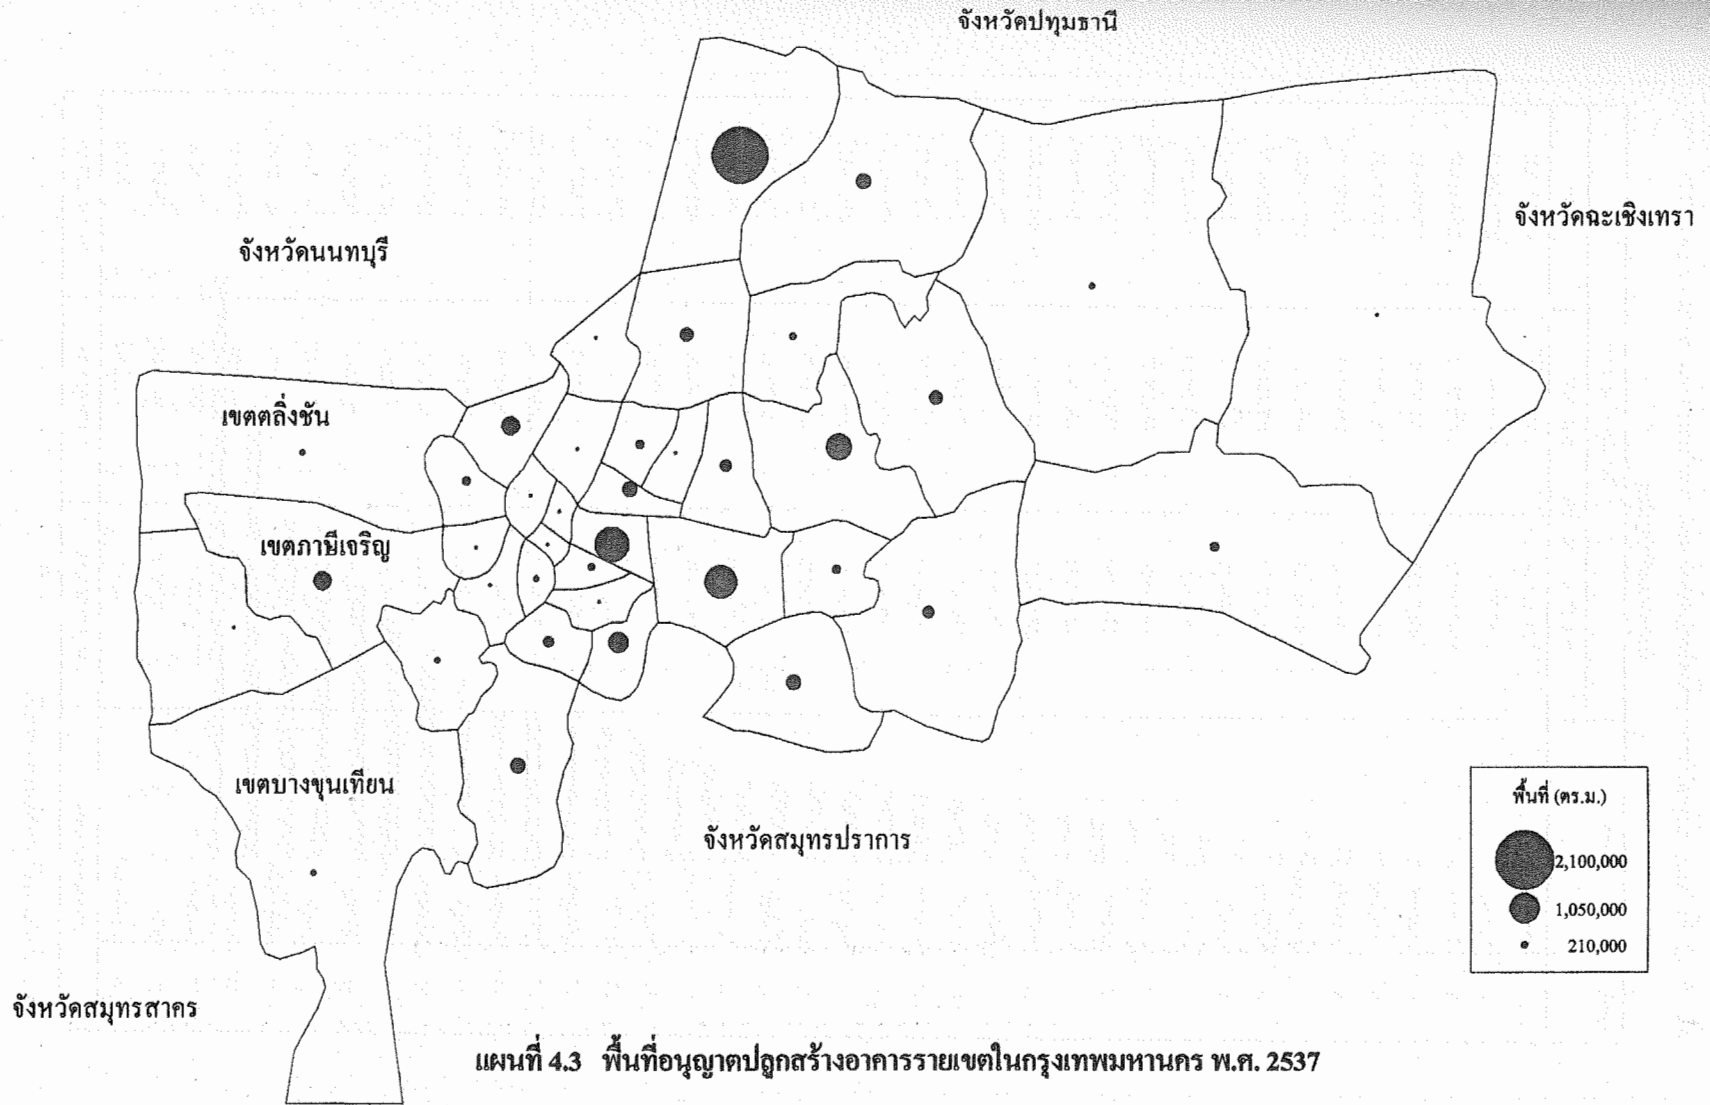 จังหวัดปทุมธานี
จังหวัดฉะเชิงเทรา
จังหวัดนนทบุรี
เขตตลิ่งชัน
เขตภาษีเจริญ
เขตบางขุนเทียน
จังหวัดสมุทรปราการ
พื้นที่ (ตร.ม.)
2,100,000
1,050,000
210,000
จังหวัดสมุทรสาคร
แผนที่ 4.3 พื้นที่อนุญาตปลูกสร้างอาคารรายเขตในกรุงเทพมหานคร พ.ศ. 2537